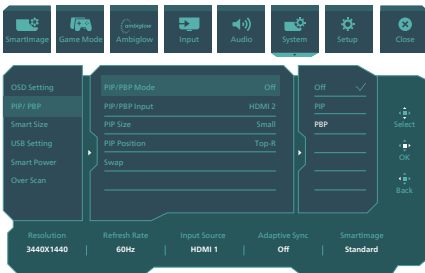 ambiglow
SmartImage Game Mode Ambiglow Input Audio System Setup Close
OSD Setting PIP/PBP Mode Off Off
PIP/ PBP PIP/PBP Input HDMI 2 PIP
Smart Size PIP Size Small PBP Select
USB Setting PIP Position Top-R
Smart Power Swap OK
Over Scan
Back
Resolution Refresh Rate Input Source Adaptive Sync SmartImage
3440X1440 60Hz HDMI 1 Off Standard